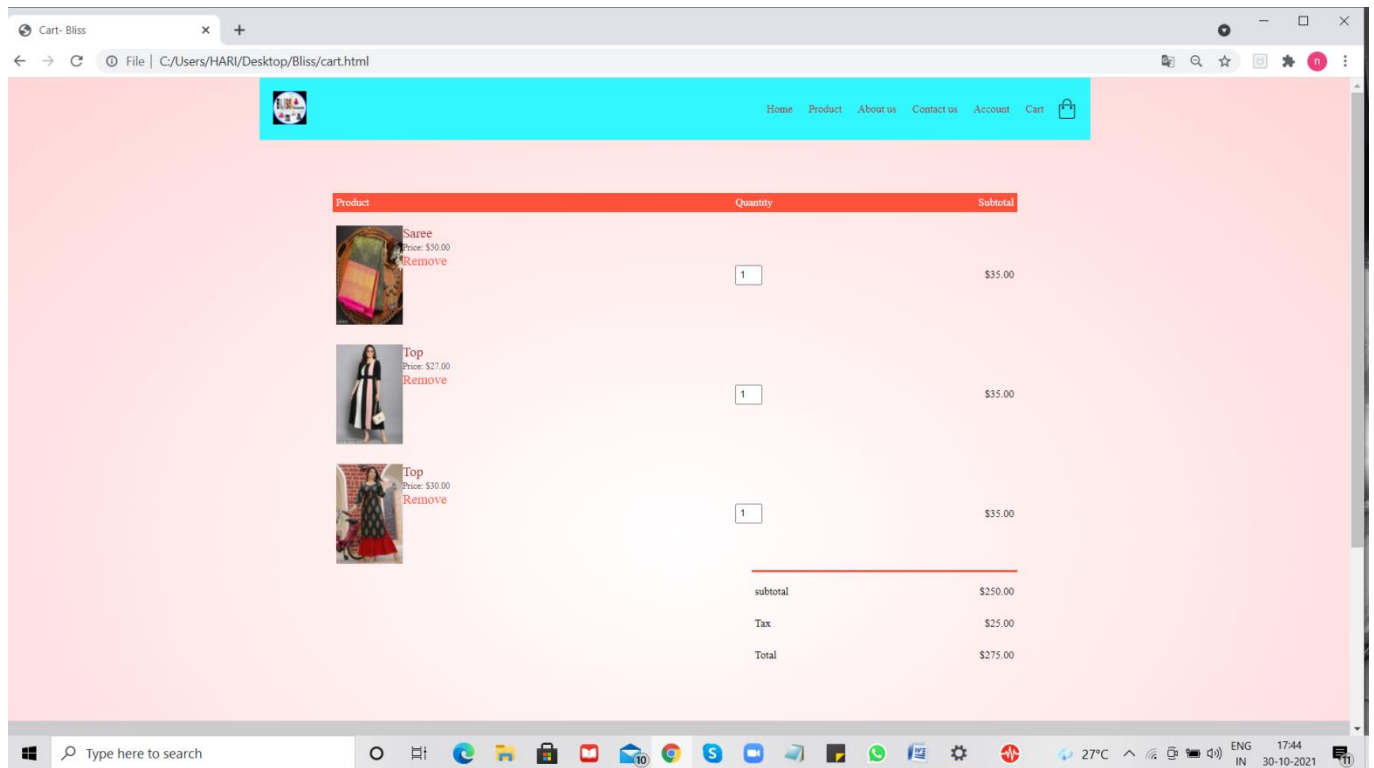 Cart- Bliss
File | C:/Users/HARI/Desktop/Bliss/cart.html
n
BLISS
Home Product About us Contact us Account Cart
Product Quantity Subtotal
Saree
Price: $50.00
Remove
1 $35.00
Top
Price: $27.00
Remove
1 $35.00
Top
Price: $30.00
Remove
1 $35.00
subtotal $250.00
Tax $25.00
Total $275.00
Type here to search
10
27°C
ENG
IN
17:44
30-10-2021
11